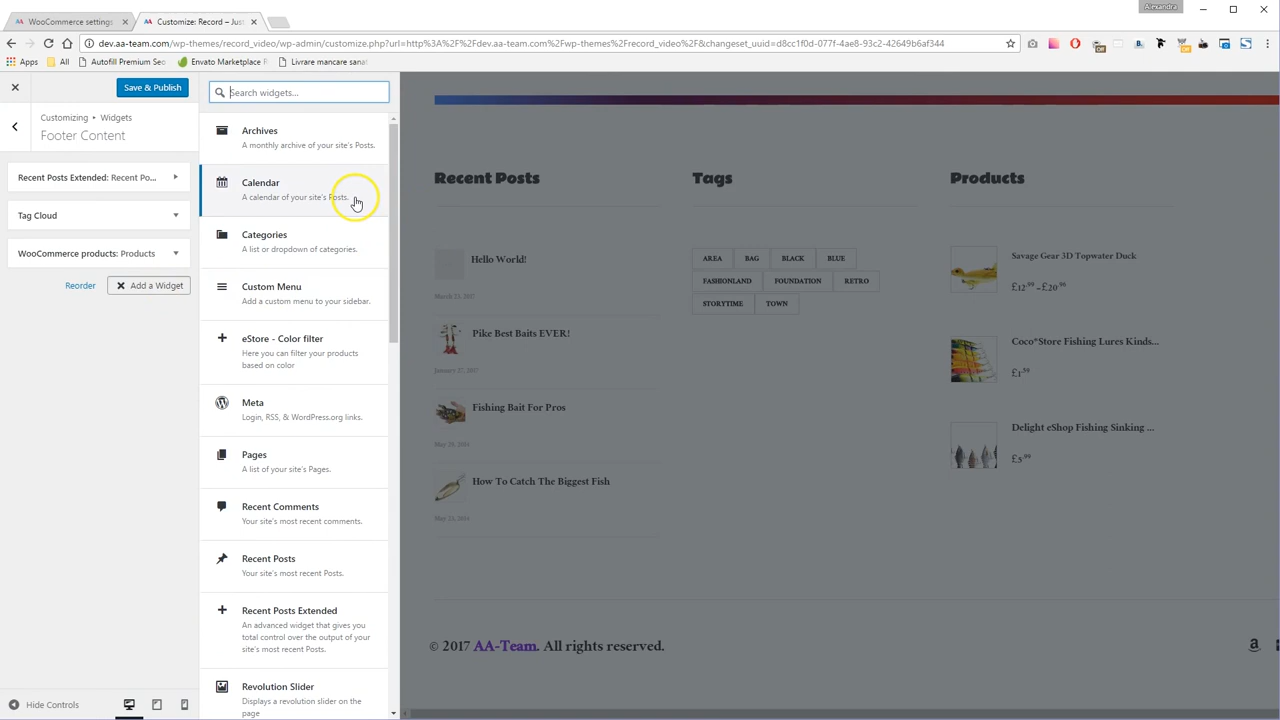 Alexandra
WooCommerce settings
Customize: Record – Jus
dev.aa-team.com/wp-themes/record_video/wp-admin/customize.php?url=http%3A%2F%2Fdev.aa-team.com%2Fwp-themes%2Frecord_video%2F&changeset_uuid=d8cc1f0d-077f-4ae8-93c2-42649b6af344
Apps
All
Autofill Premium Seo
Envato Marketplace
Livrare mancare sana
Save & Publish
Customizing
Widgets
Footer Content
Recent Posts Extended: Recent Po...
Tag Cloud
WooCommerce products: Products
Reorder
Add a Widget
Hide Controls
Search widgets...
Archives
A monthly archive of your site's Posts.
Calendar
A calendar of your site's Posts.
Categories
A list or dropdown of categories.
Custom Menu
Add a custom menu to your sidebar.
eStore - Color filter
Here you can filter your products
based on color
Meta
Login, RSS, & WordPress.org links.
Pages
A list of your site's Pages.
Recent Comments
Your site's most recent comments.
Recent Posts
Your site's most recent Posts.
Recent Posts Extended
An advanced widget that gives you
total control over the output of your
site's most recent Posts.
Revolution Slider
Displays a revolution slider on the
page
Recent Posts
Hello World!
Pike Best Baits EVER!
January 27, 2017
Fishing Bait For Pros
How To Catch The Biggest Fish
Tags
AREA BAG BLACK BLUE
FASHIONLAND FOUNDATION RETRO
STORYTIME TOWN
Products
Savage Gear 3D Topwater Duck
£12.99 – £20.96
Coco*Store Fishing Lures Kinds...
Delight eShop Fishing Sinking ...
© 2017 AA-Team. All rights reserved.